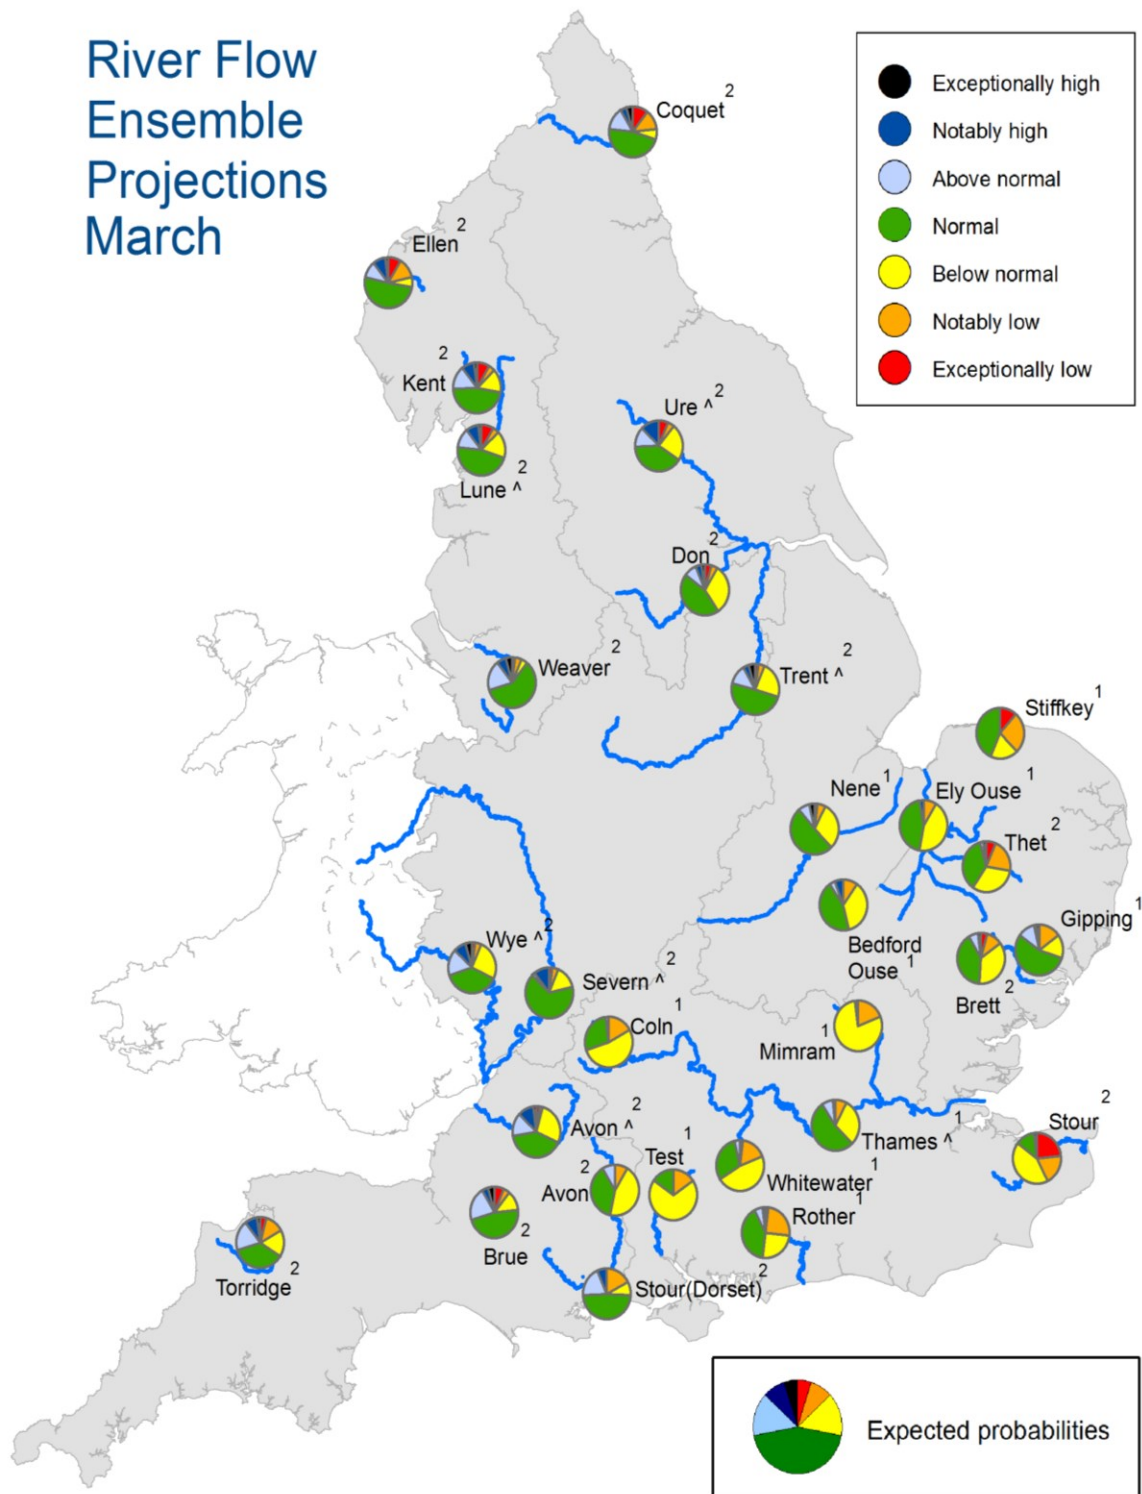 River Flow
Ensemble
Projections
March
Exceptionally high
Notably high
Above normal
Normal
Below normal
Notably low
Exceptionally low
Coquet 2
Ellen 2
2
Kent
Ure ^ 2
2
Lune ^
2
Don
Weaver 2
Trent ^ 2
Stiffkey 1
Nene 1
Ely Ouse 1
Thet 2
Gipping 1
Bedford
Ouse 1
Brett 2
Wye ^ 2
Severn ^ 2
Coln 1
1
Mimram
Avon ^ 2
Thames ^ 1
Stour 2
2
Avon
Test 1
Whitewater 1
Rother 1
2
Brue
Torridge 2
Stour(Dorset) 2
Expected probabilities